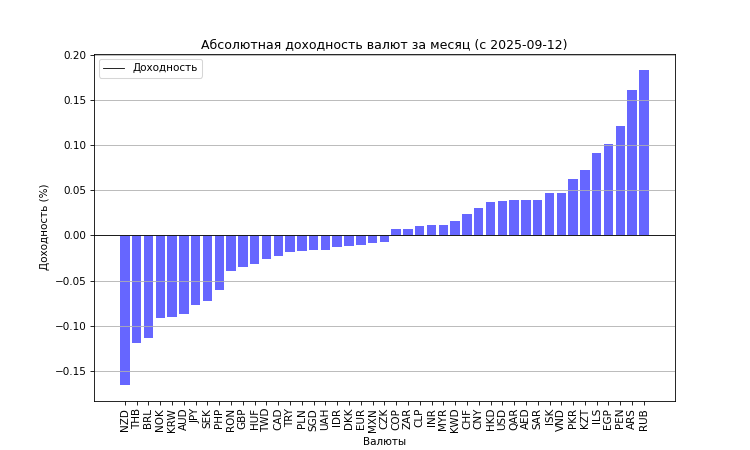 Абсолютная доходность валют за месяц (с 2025-09-12)
Доходность
Доходность (%)
0.20
0.15
0.10
0.05
0.00
−0.05
−0.10
−0.15
NZD
THB
BRL
NOK
KRW
AUD
JPY
SEK
PHP
RON
GBP
HUF
TWD
CAD
TRY
PLN
SGD
UAH
IDR
DKK
EUR
MXN
CZK
COP
ZAR
CLP
INR
MYR
KWD
CHF
CNY
HKD
USD
QAR
AED
SAR
ISK
VND
PKR
KZT
ILS
EGP
PEN
ARS
RUB
Валюты